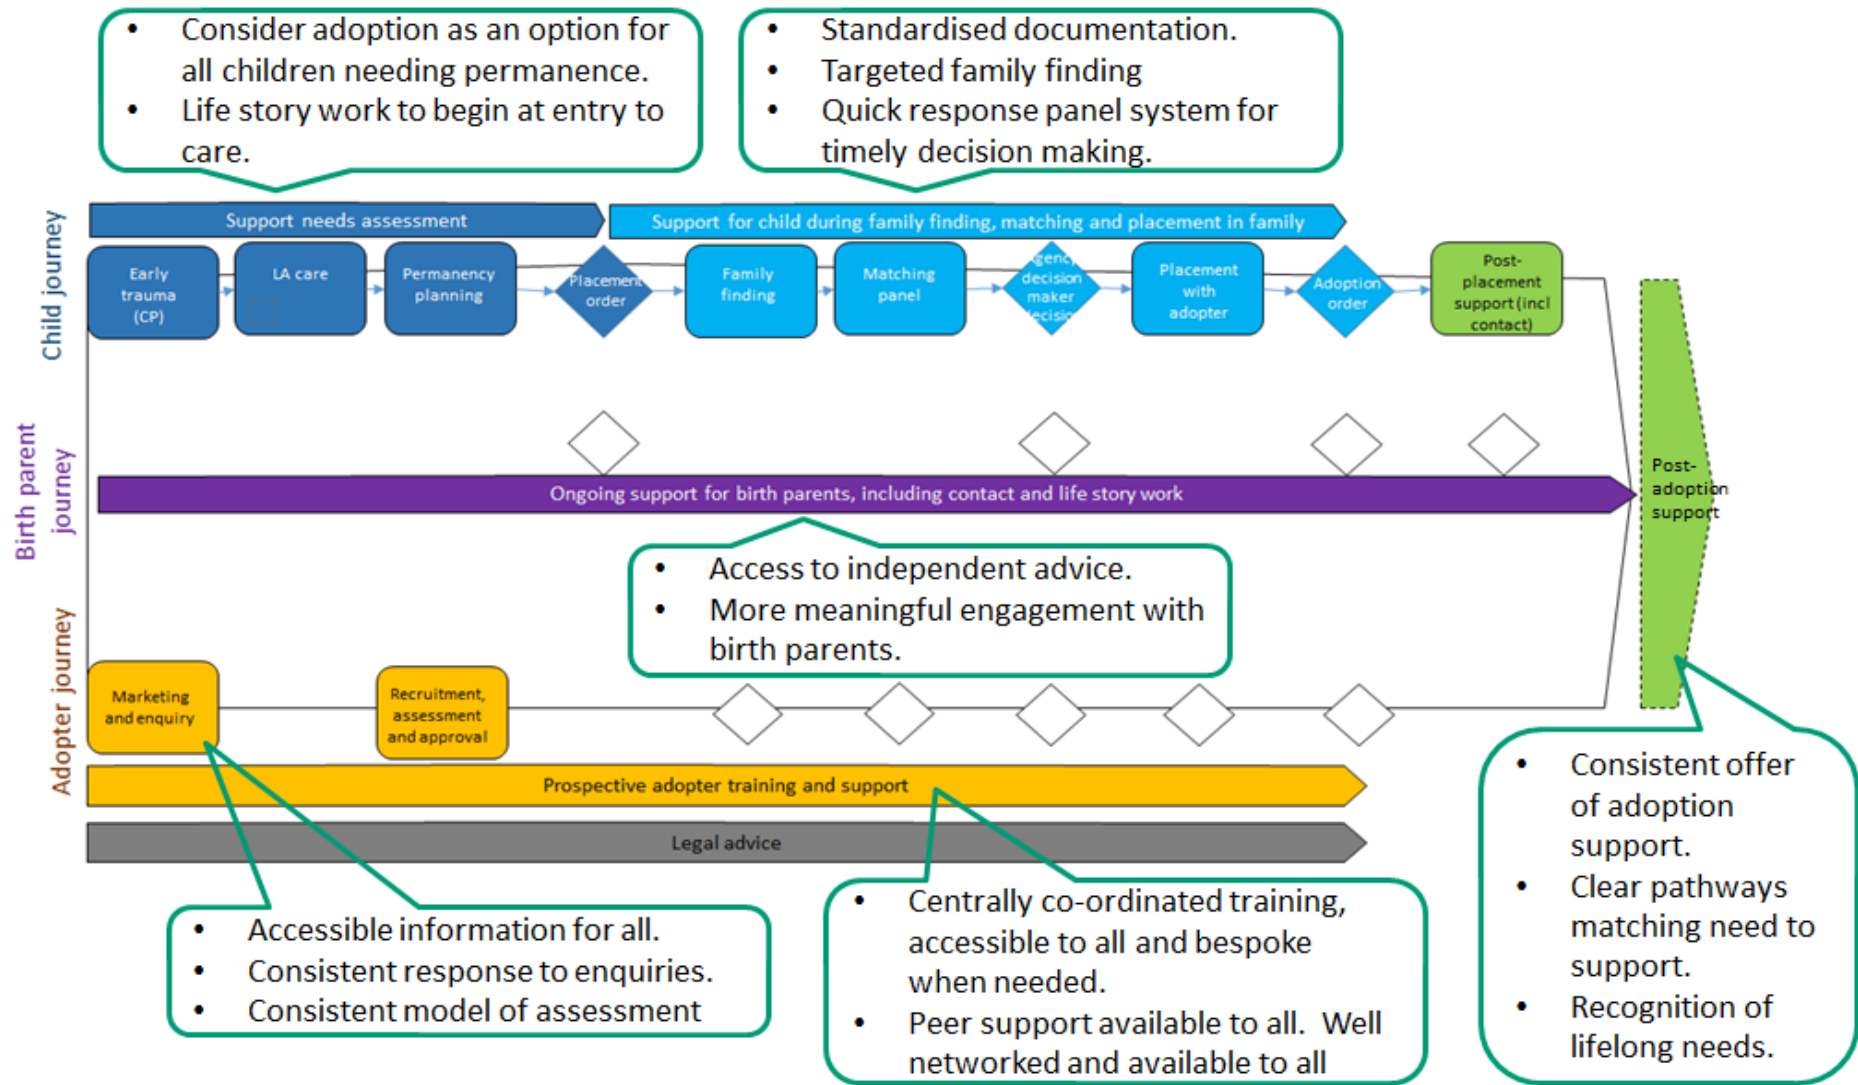 • Consider adoption as an option for
all children needing permanence.
• Life story work to begin at entry to
care.
• Standardised documentation.
• Targeted family finding
• Quick response panel system for
timely decision making.
Child journey
Support needs assessment
Support for child during family finding, matching and placement in family
Early
trauma
(CP)
LA care
Permanency
planning
Placement
order
Family
finding
Matching
panel
gency
decision
maker
decision
Placement
with
adopter
Adoption
order
Post-
placement
support (incl
contact)
Birth parent
journey
Ongoing support for birth parents, including contact and life story work
Post-
adoption
support
• Access to independent advice.
• More meaningful engagement with
birth parents.
Adopter journey
Marketing
and enquiry
Recruitment,
assessment
and approval
Prospective adopter training and support
Legal advice
• Accessible information for all.
• Consistent response to enquiries.
• Consistent model of assessment
• Centrally co-ordinated training,
accessible to all and bespoke
when needed.
• Peer support available to all. Well
networked and available to all
• Consistent offer
of adoption
support.
• Clear pathways
matching need to
support.
• Recognition of
lifelong needs.